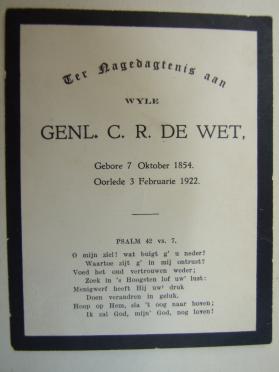 Ter Nagedagtenis aan
WYLE
GENL. C. R. DE WET,
Gebore 7 Oktober 1854.
Oorlede 3 Februarie 1922.
PSALM 42 vs. 7.
O mijn ziel! wat buigt g' u neder!
Waartoe zijt g' in mij ontrust?
Voed het oud vertrouwen weder;
Zoek in 's Hoogsten lof uw' lust:
Menigwerf heeft Hij uw' druk
Doen verandren in geluk.
Hoop op Hem, sla 't oog naar boven;
Ik zal God, mijn' God, nog loven!